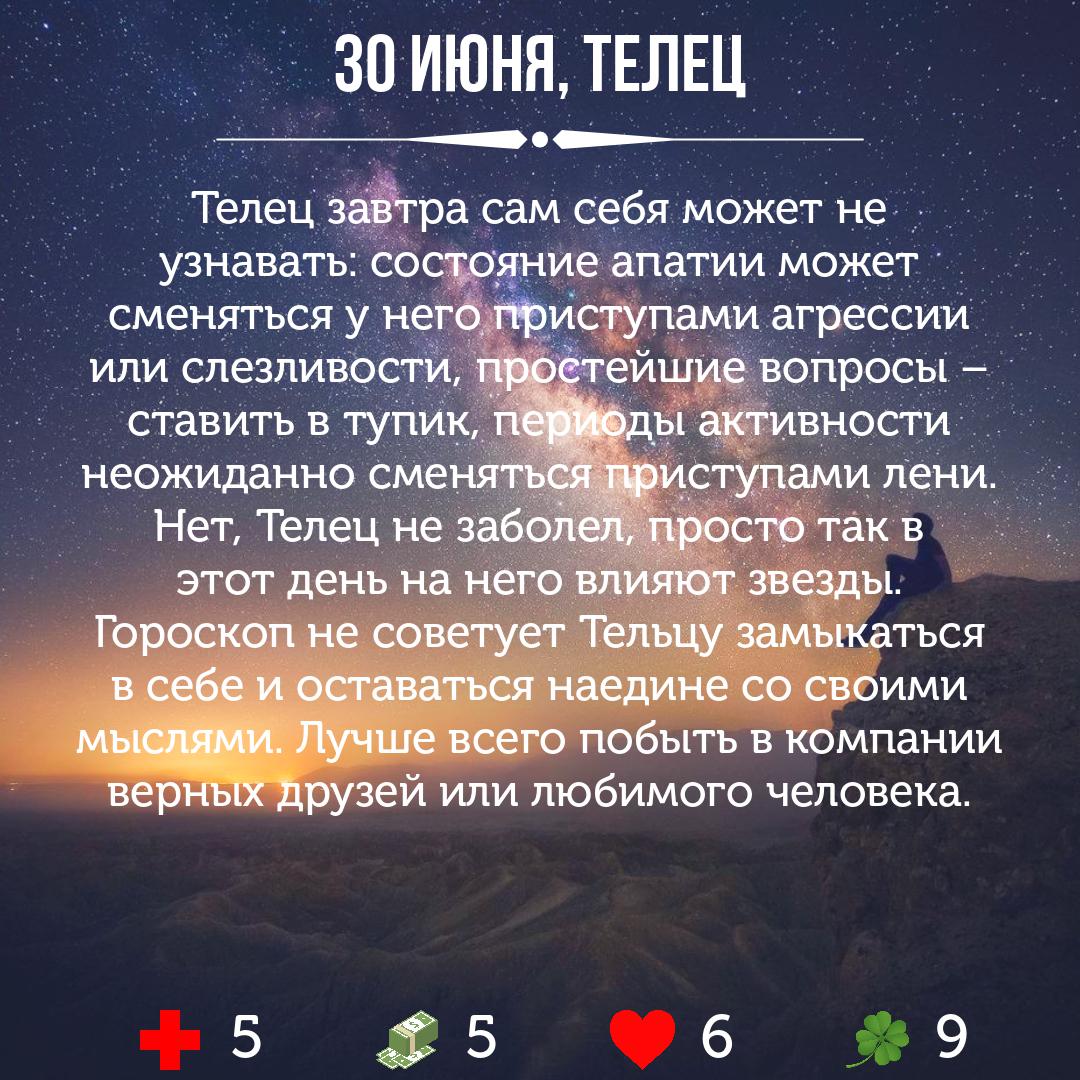 30 ИЮНЯ, ТЕЛЕЦ
Телец завтра сам себя может не
узнавать: состояние апатии может
сменяться у него приступами агрессии
или слезливости, простейшие вопросы –
ставить в тупик, периоды активности
неожиданно сменяться приступами лени.
Нет, Телец не заболел, просто так в
этот день на него влияют звезды.
Гороскоп не советует Тельцу замыкаться
в себе и оставаться наедине со своими
мыслями. Лучше всего побыть в компании
верных друзей или любимого человека.
5 5 6 9